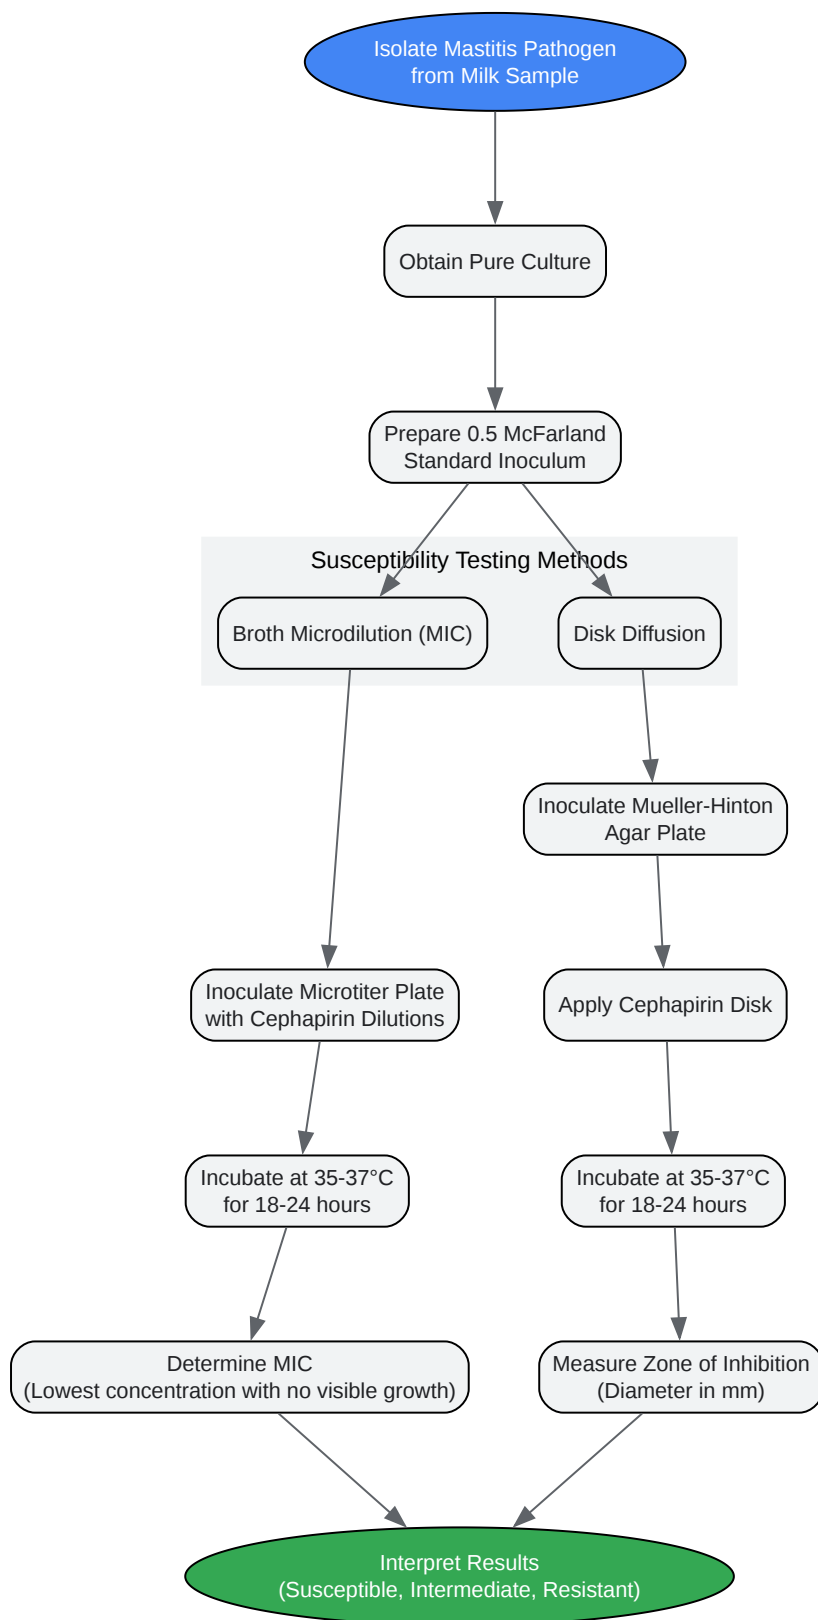 Isolate Mastitis Pathogen
from Milk Sample
Obtain Pure Culture
Prepare 0.5 McFarland
Standard Inoculum
Susceptibility Testing Methods
Broth Microdilution (MIC)
Disk Diffusion
Inoculate Mueller-Hinton
Agar Plate
Inoculate Microtiter Plate
with Cephapirin Dilutions
Apply Cephapirin Disk
Incubate at 35-37°C
for 18-24 hours
Incubate at 35-37°C
for 18-24 hours
Determine MIC
(Lowest concentration with no visible growth)
Measure Zone of Inhibition
(Diameter in mm)
Interpret Results
(Susceptible, Intermediate, Resistant)